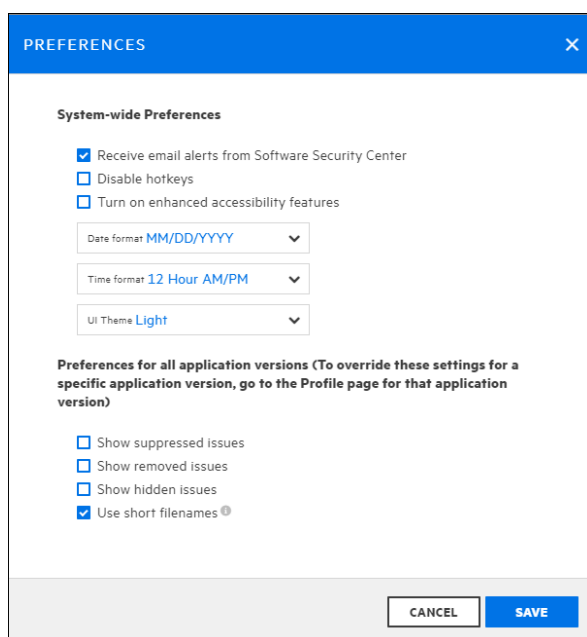 PREFERENCES
System-wide Preferences
Receive email alerts from Software Security Center
Disable hotkeys
Turn on enhanced accessibility features
Date format MM/DD/YYYY
Time format 12 Hour AM/PM
UI Theme Light
Preferences for all application versions (To override these settings for a
specific application version, go to the Profile page for that application
version)
Show suppressed issues
Show removed issues
Show hidden issues
Use short filenames
CANCEL SAVE